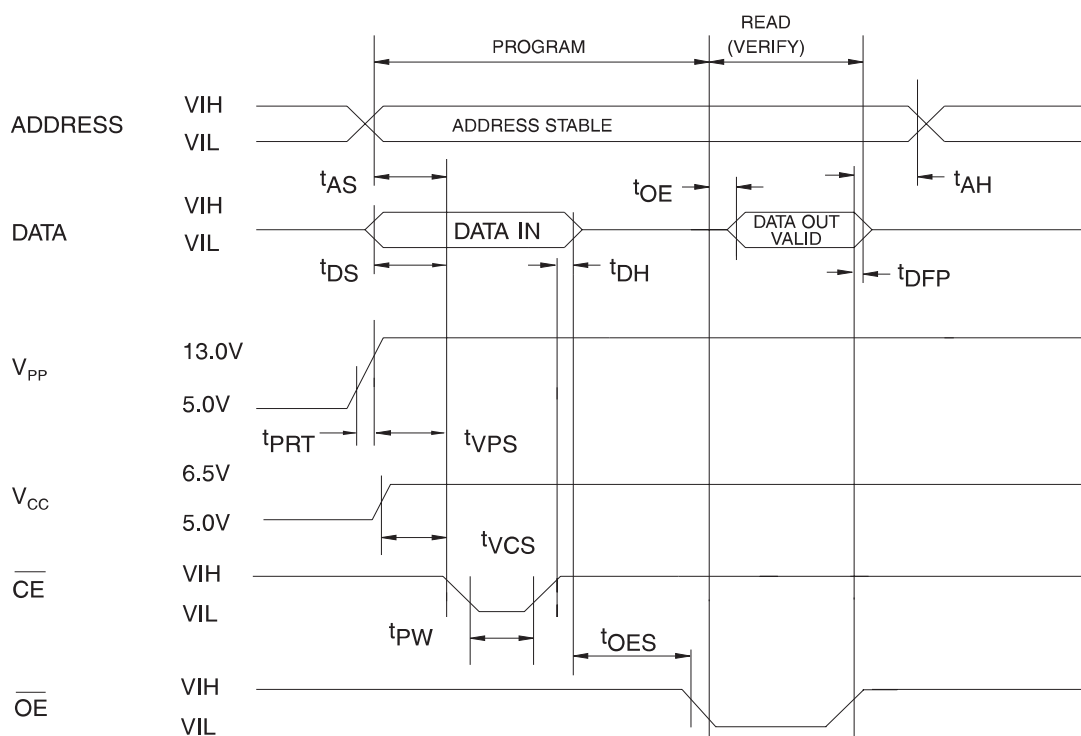 READ
PROGRAM (VERIFY)
ADDRESS VIH
VIL
ADDRESS STABLE
tAS tOE tAH
DATA VIH
VIL
DATA IN
DATA OUT
VALID
tDS tDH tDFP
VPP 13.0V
5.0V
tPRT tVPS
VCC 6.5V
5.0V
tVCS
CE VIH
VIL
tPW tOES
OE VIH
VIL